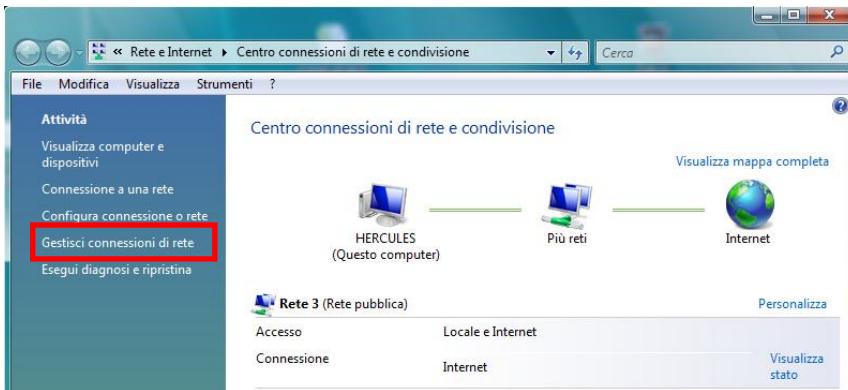 « Rete e Internet ▸ Centro connessioni di rete e condivisione
Cerca
File Modifica Visualizza Strumenti ?
Attività
Visualizza computer e
dispositivi
Connessione a una rete
Configura connessione o rete
Gestisci connessioni di rete
Esegui diagnosi e ripristina
Centro connessioni di rete e condivisione
Visualizza mappa completa
HERCULES
(Questo computer)
Più reti
Internet
Rete 3 (Rete pubblica)
Personalizza
Accesso
Locale e Internet
Connessione
Internet
Visualizza
stato